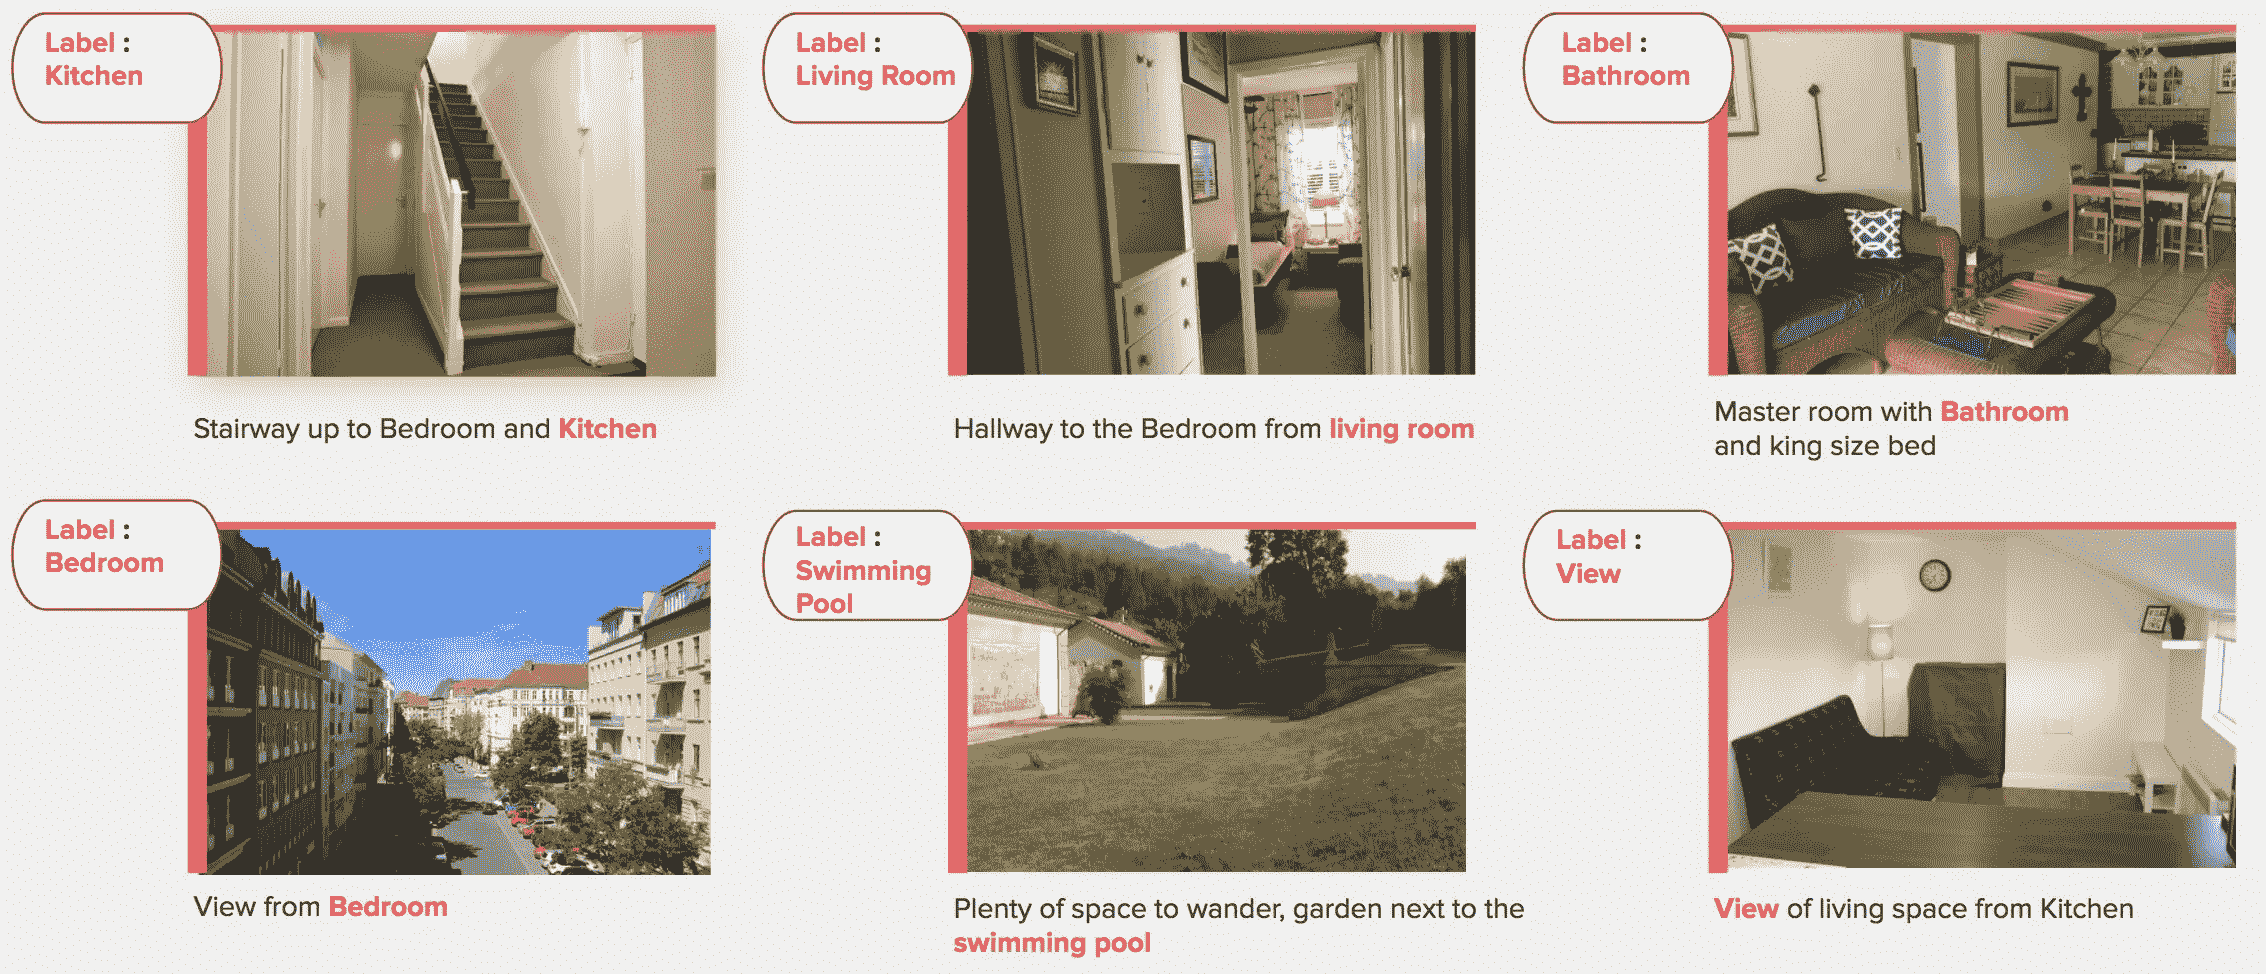 Label :
Kitchen
Stairway up to Bedroom and Kitchen
Label :
Living Room
Hallway to the Bedroom from living room
Label :
Bathroom
Master room with Bathroom
and king size bed
Label :
Bedroom
View from Bedroom
Label :
Swimming
Pool
Plenty of space to wander, garden next to the
swimming pool
Label :
View
View of living space from Kitchen